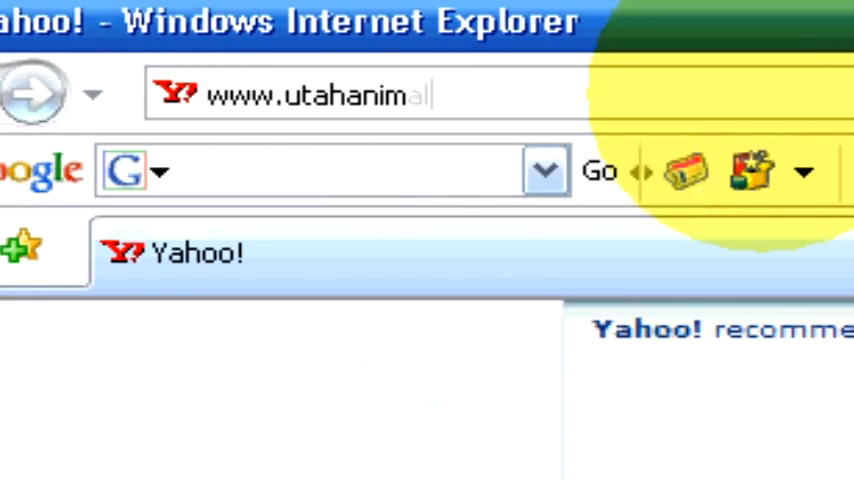 ahoo! - Windows Internet Explorer
www.utahanimal
oogle G Go
Yahoo!
Yahoo! recomme